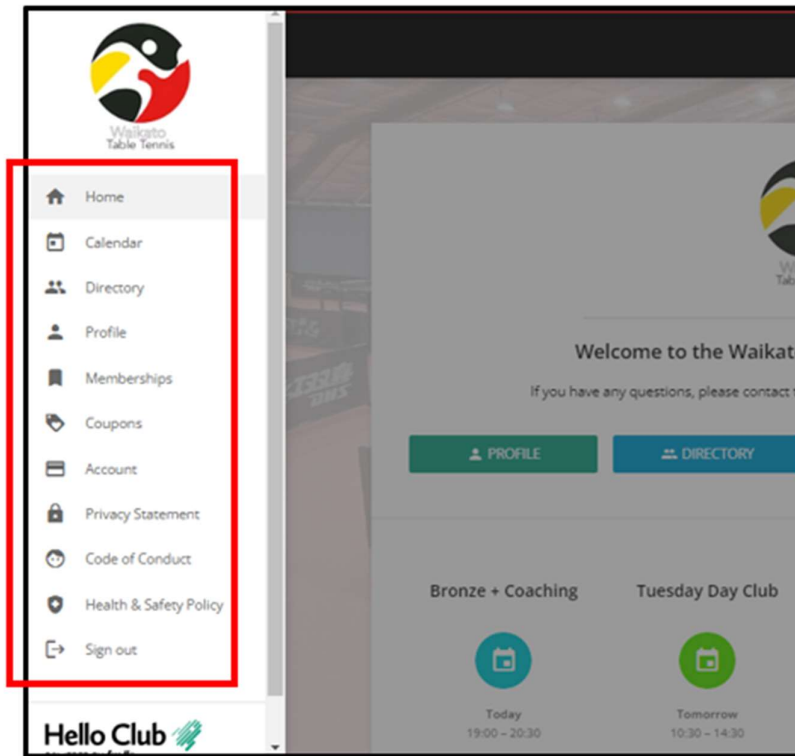 Waikato
Table Tennis
Home
Calendar
Directory
Profile
Memberships
Coupons
Account
Privacy Statement
Code of Conduct
Health & Safety Policy
Sign out
Hello Club
Welcome to the Waikat
If you have any questions, please contact
PROFILE
DIRECTORY
Bronze + Coaching
Tuesday Day Club
Today
19:00 – 20:30
Tomorrow
10:30 – 14:30